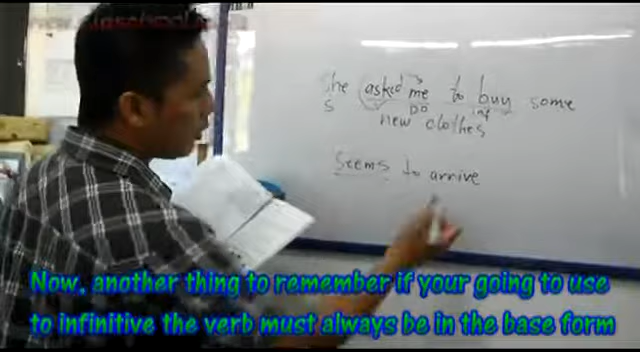 She asked me to buy some
S DO inf
new clothes
Seems to arrive
Now, another thing to remember if your going to use
to infinitive the verb must always be in the base form